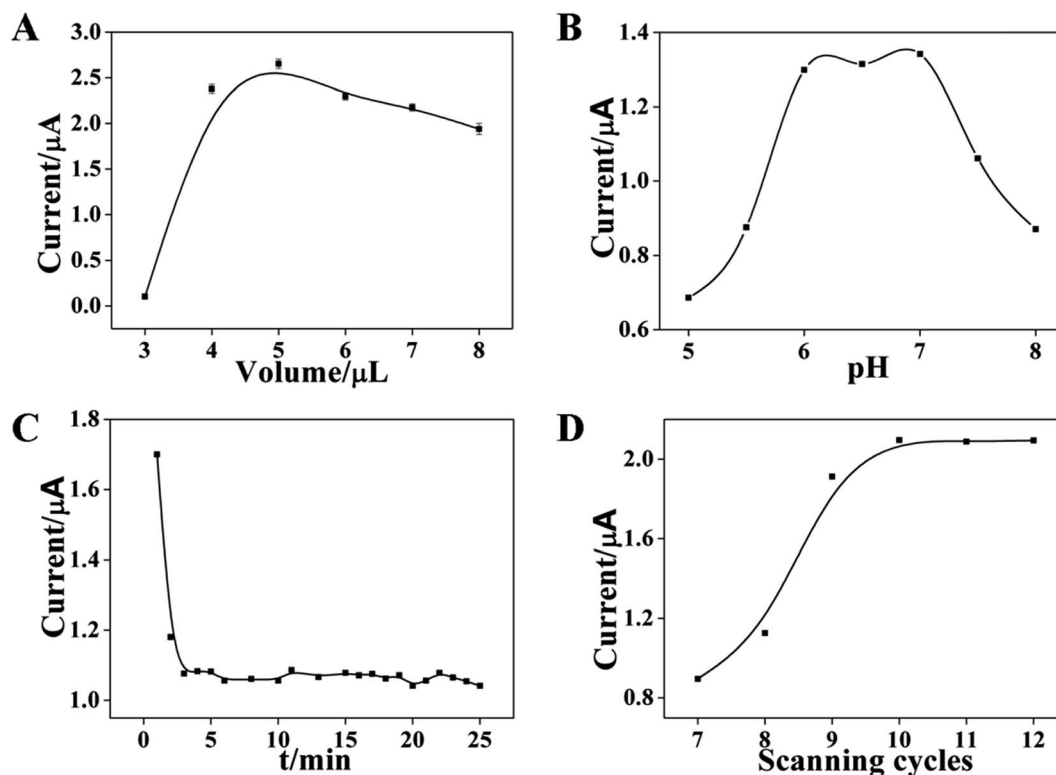 A
3.0
2.5
2.0
1.5
1.0
0.5
0.0
Current/μA
3 4 5 6 7 8
Volume/μL
B
1.4
1.2
1.0
0.8
0.6
Current/μA
5 6 7 8
pH
C
1.8
1.6
1.4
1.2
1.0
Current/μA
0 5 10 15 20 25
t/min
D
2.0
1.6
1.2
0.8
Current/μA
7 8 9 10 11 12
Scanning cycles